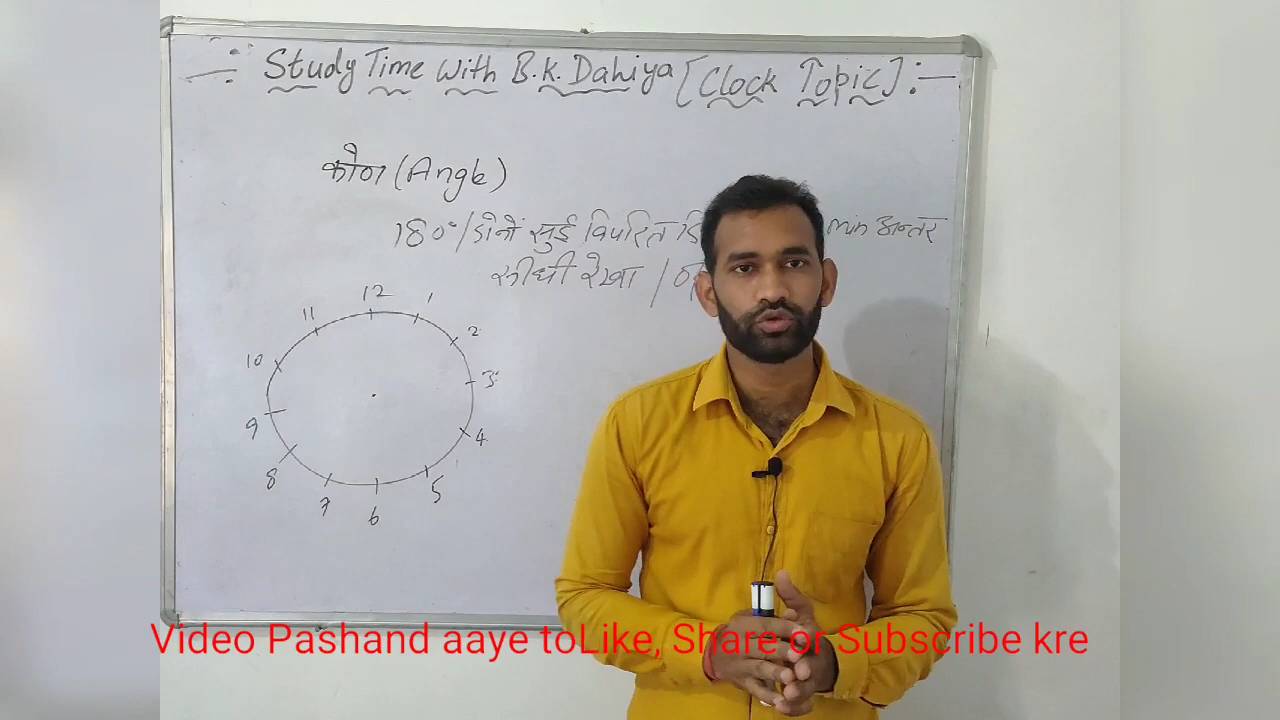 Study Time With B.K. Dahiya [Clock Topic]
कोण (Angle)
180°/दोनों सुई विपरित min अन्तर
सीधी रेखा /
12
11
1
10
2
3
9
4
8
5
7
6
Video Pashand aaye toLike, Share or Subscribe kre